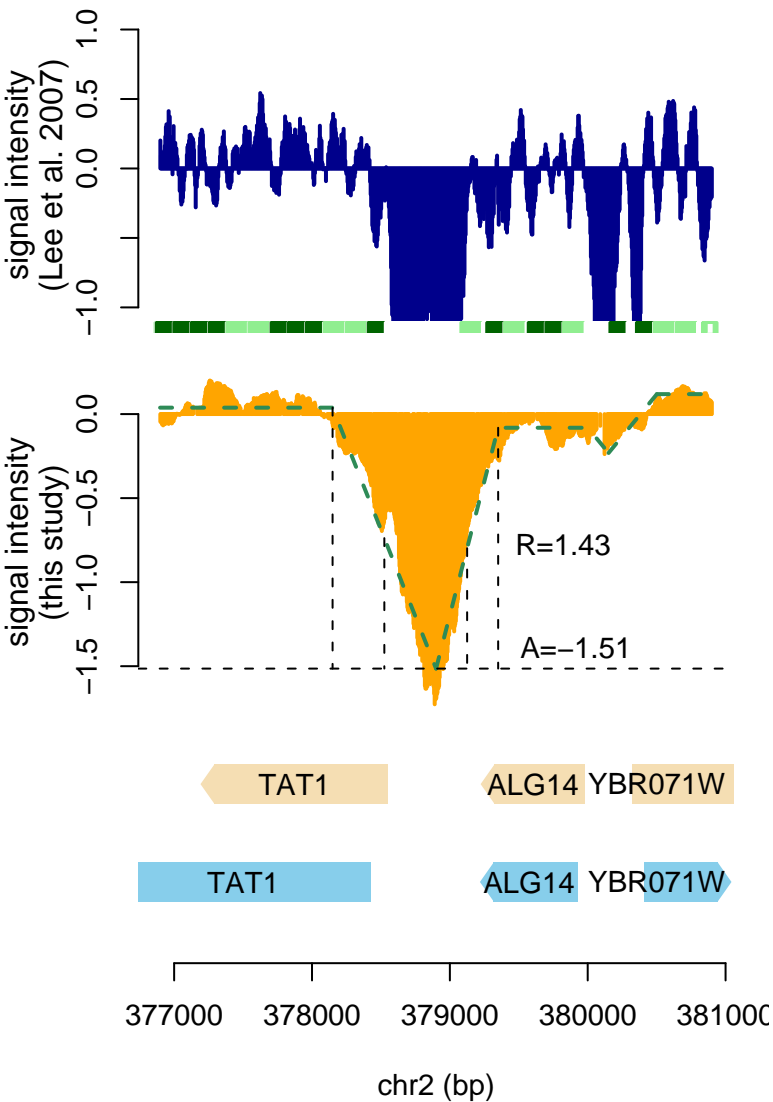 signal intensity
(Lee et al. 2007)
1.0
0.5
0.0
−1.0
signal intensity
(this study)
0.0
−0.5
−1.0
−1.5
R=1.43
A=−1.51
TAT1
ALG14
YBR071W
TAT1
ALG14
YBR071W
377000
378000
379000
380000
381000
chr2 (bp)